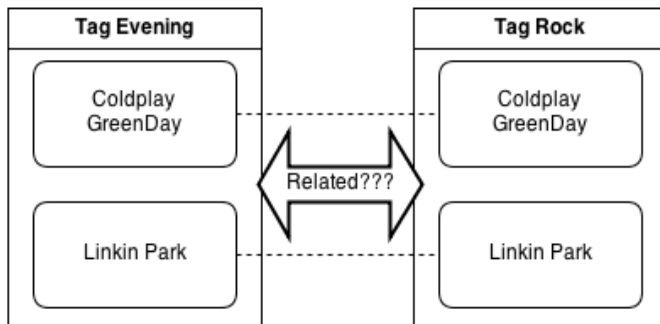 Tag Evening
Coldplay
GreenDay
Linkin Park
Related???
Tag Rock
Coldplay
GreenDay
Linkin Park